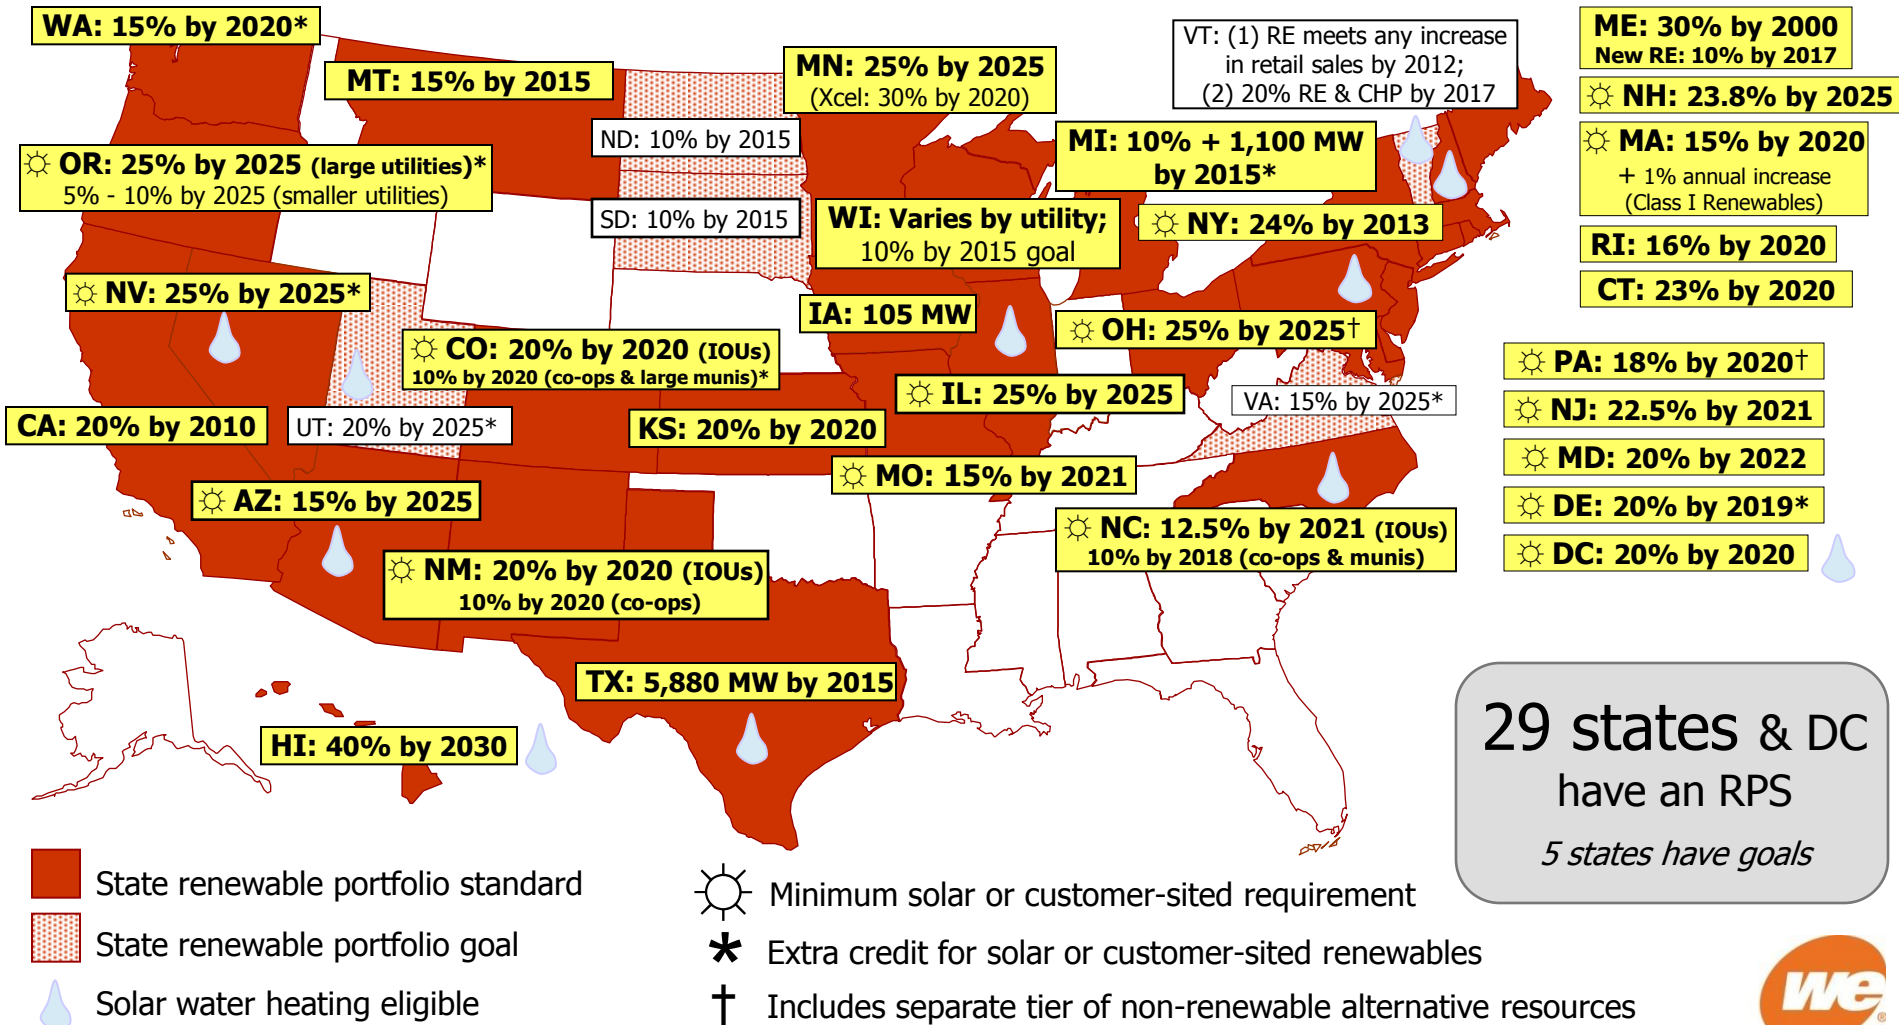 WA: 15% by 2020*
MT: 15% by 2015
MN: 25% by 2025
(Xcel: 30% by 2020)
VT: (1) RE meets any increase
in retail sales by 2012;
(2) 20% RE & CHP by 2017
ME: 30% by 2000
New RE: 10% by 2017
☼ NH: 23.8% by 2025
☼ MA: 15% by 2020
+ 1% annual increase
(Class I Renewables)
RI: 16% by 2020
CT: 23% by 2020
ND: 10% by 2015
MI: 10% + 1,100 MW
by 2015*
☼ OR: 25% by 2025 (large utilities)*
5% - 10% by 2025 (smaller utilities)
SD: 10% by 2015
WI: Varies by utility;
10% by 2015 goal
☼ NY: 24% by 2013
☼ NV: 25% by 2025*
IA: 105 MW
☼ OH: 25% by 2025†
☼ CO: 20% by 2020 (IOUs)
10% by 2020 (co-ops & large munis)*
☼ PA: 18% by 2020†
☼ IL: 25% by 2025
VA: 15% by 2025*
☼ NJ: 22.5% by 2021
CA: 20% by 2010
UT: 20% by 2025*
KS: 20% by 2020
☼ MD: 20% by 2022
☼ MO: 15% by 2021
☼ AZ: 15% by 2025
☼ DE: 20% by 2019*
☼ NC: 12.5% by 2021 (IOUs)
10% by 2018 (co-ops & munis)
☼ DC: 20% by 2020
☼ NM: 20% by 2020 (IOUs)
10% by 2020 (co-ops)
TX: 5,880 MW by 2015
HI: 40% by 2030
29 states & DC
have an RPS
5 states have goals
State renewable portfolio standard
State renewable portfolio goal
Solar water heating eligible
☼ Minimum solar or customer-sited requirement
* Extra credit for solar or customer-sited renewables
† Includes separate tier of non-renewable alternative resources
we®